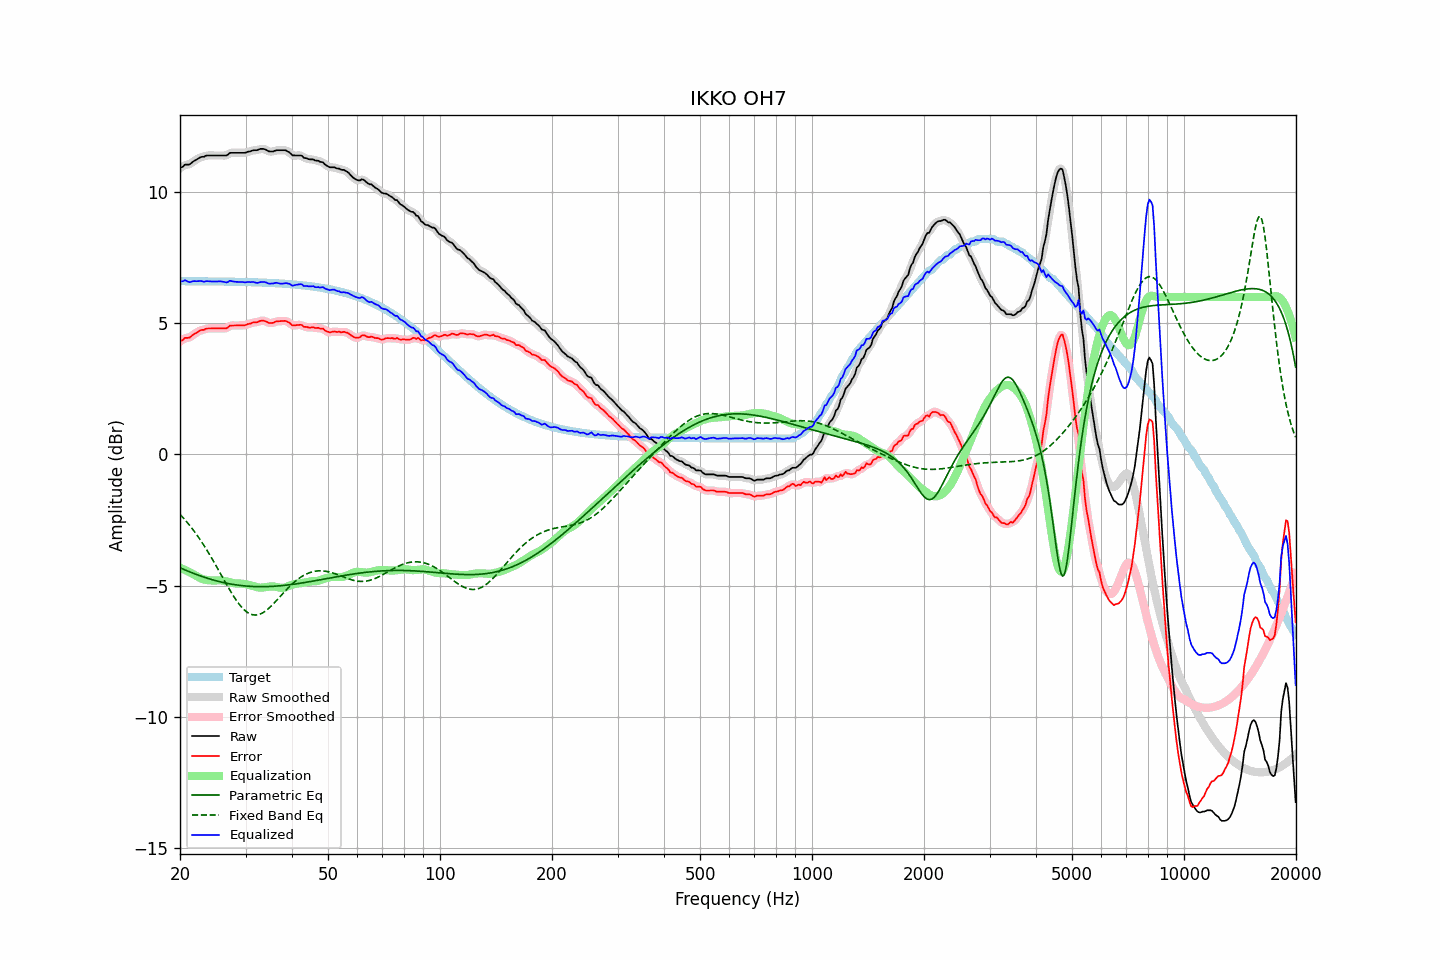 IKKO OH7
Amplitude (dBr)
10
5
0
−5
−10
−15
Target
Raw Smoothed
Error Smoothed
Raw
Error
Equalization
Parametric Eq
Fixed Band Eq
Equalized
20 50 100 200 500 1000 2000 5000 10000 20000
Frequency (Hz)